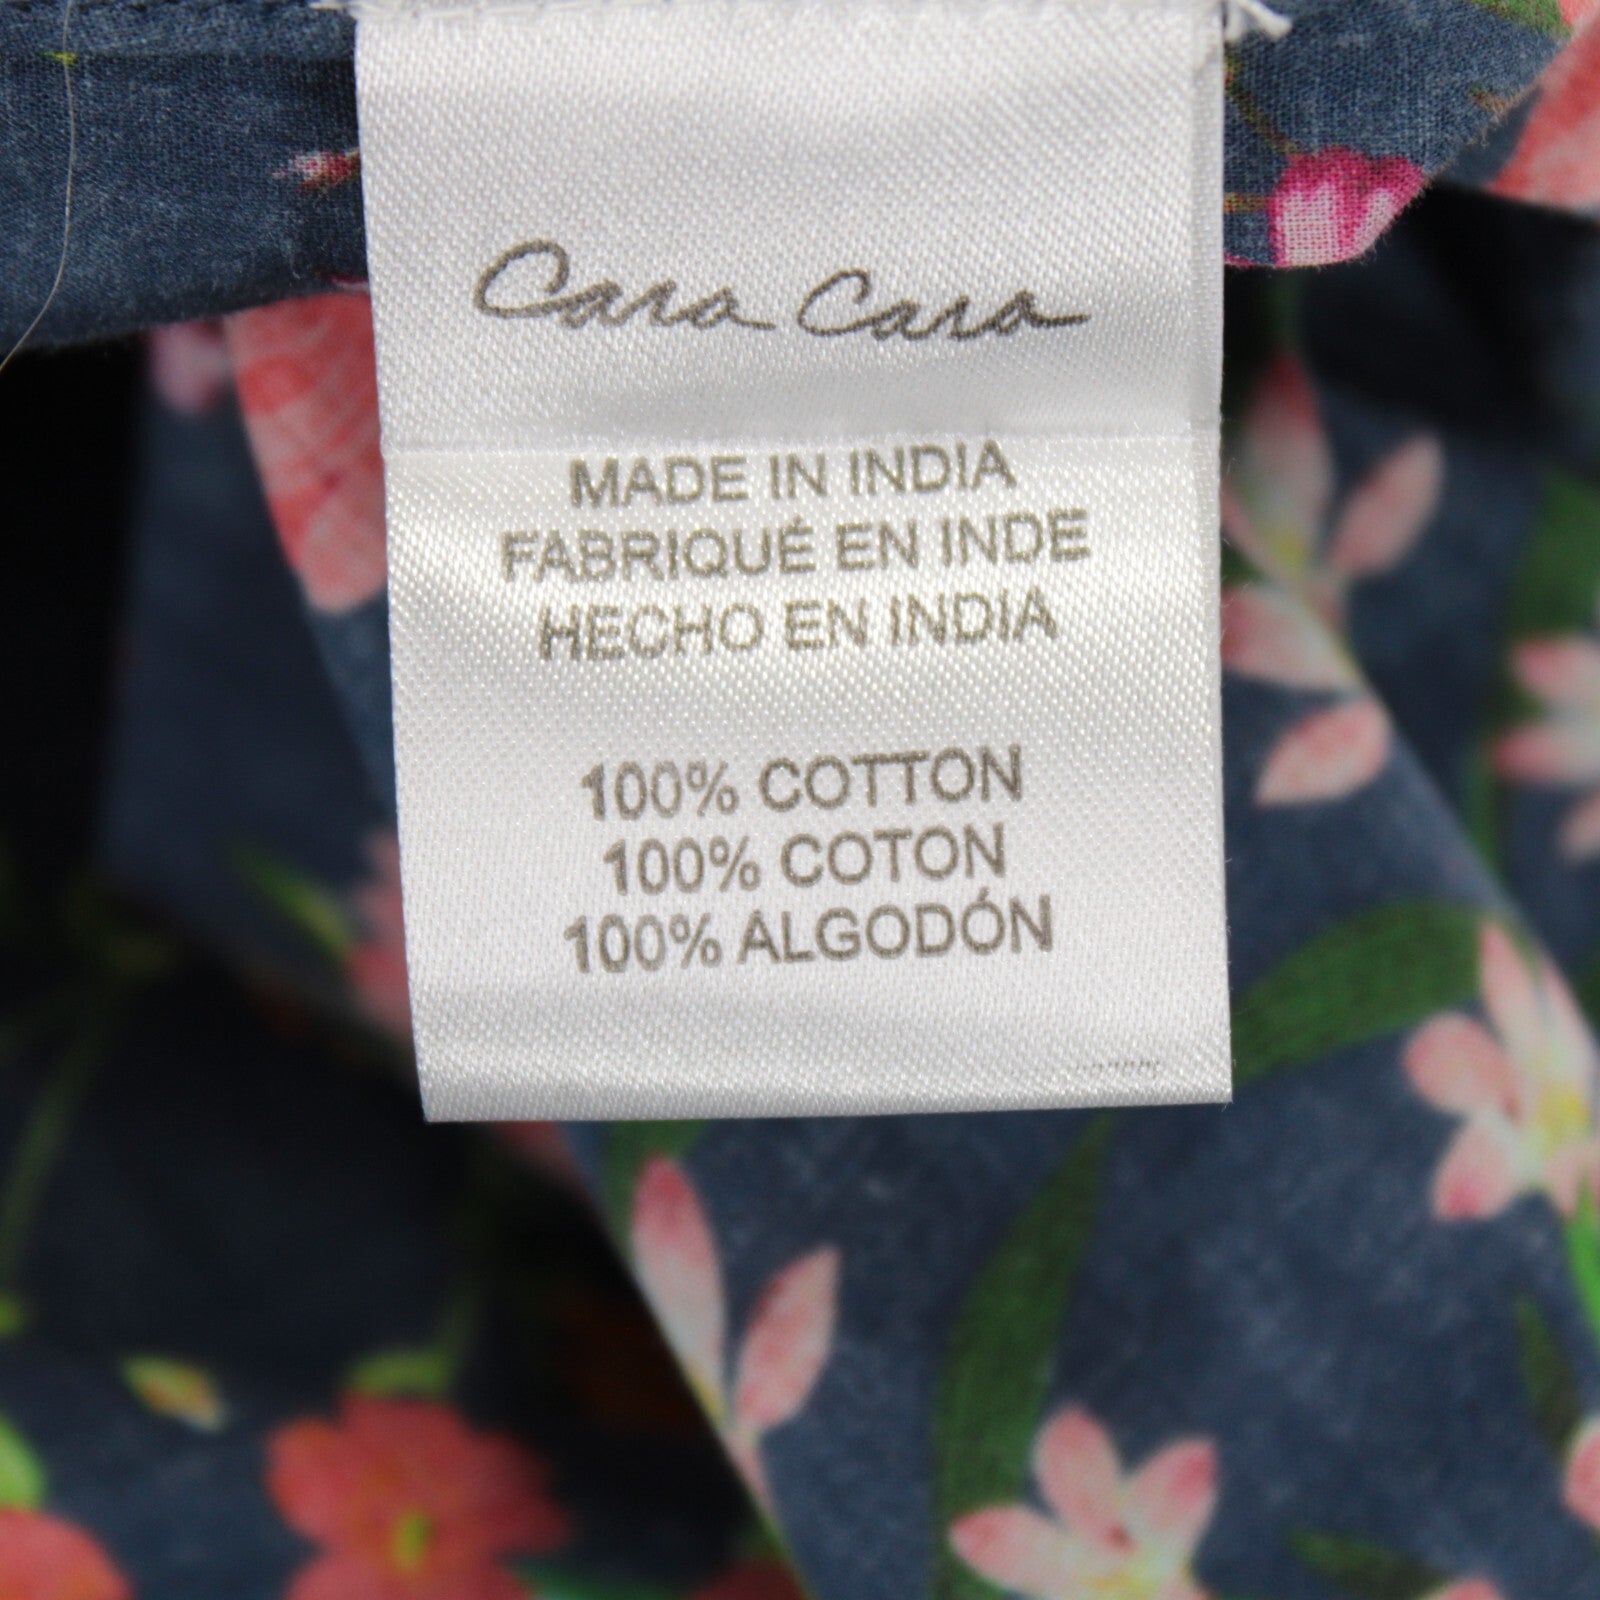 Cara Cara
MADE IN INDIA
FABRIQUÉ EN INDE
HECHO EN INDIA
100% COTTON
100% COTON
100% ALGODÓN